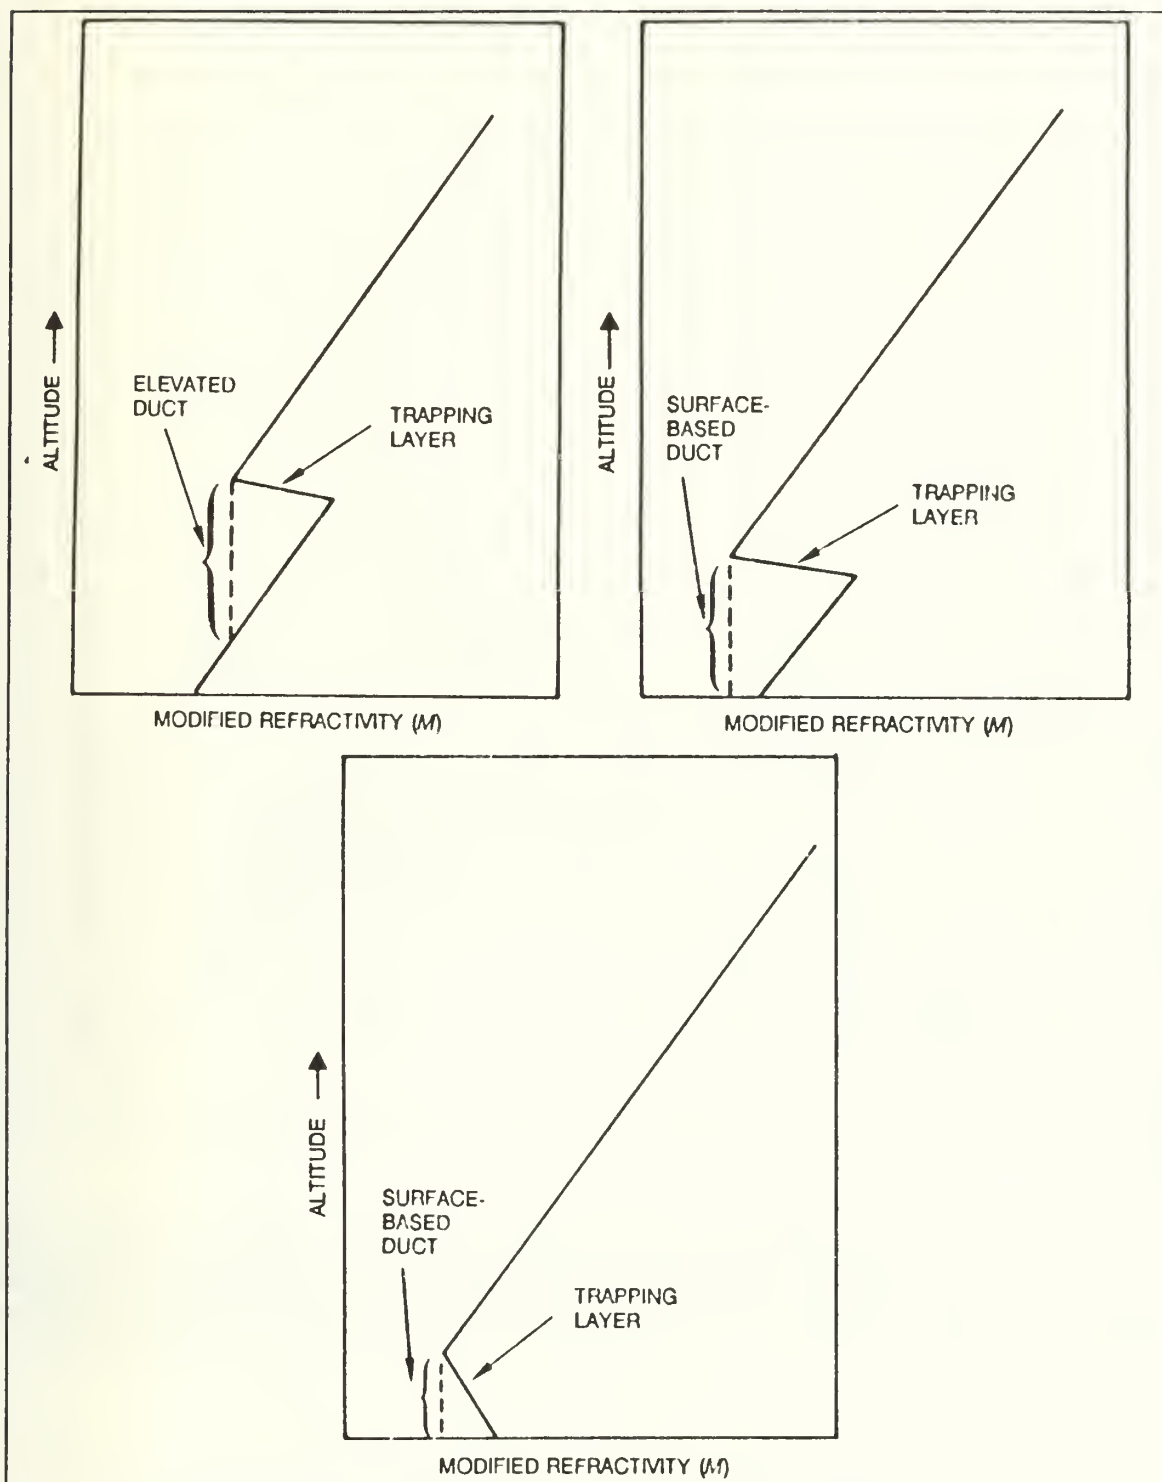 ALTITUDE
ELEVATED
DUCT
TRAPPING
LAYER
MODIFIED REFRACTIVITY (M)
ALTITUDE
SURFACE-
BASED
DUCT
TRAPPING
LAYER
MODIFIED REFRACTIVITY (M)
ALTITUDE
SURFACE-
BASED
DUCT
TRAPPING
LAYER
MODIFIED REFRACTIVITY (M)